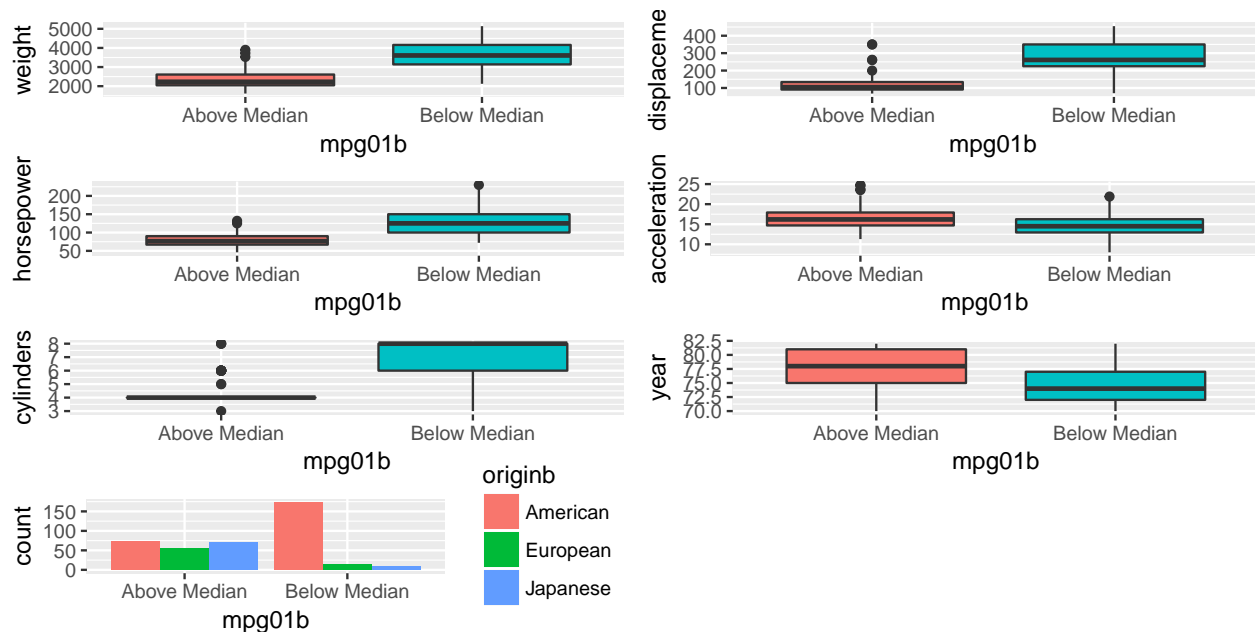 weight
5000
4000
3000
2000
Above Median
Below Median
mpg01b
displaceme
400
300
200
100
Above Median
Below Median
mpg01b
horsepower
200
150
100
50
Above Median
Below Median
mpg01b
acceleration
25
20
15
10
Above Median
Below Median
mpg01b
cylinders
8
7
6
5
4
3
Above Median
Below Median
mpg01b
year
82.5
80.0
77.5
75.0
72.5
70.0
Above Median
Below Median
mpg01b
count
150
100
50
0
Above Median
Below Median
mpg01b
originb
American
European
Japanese